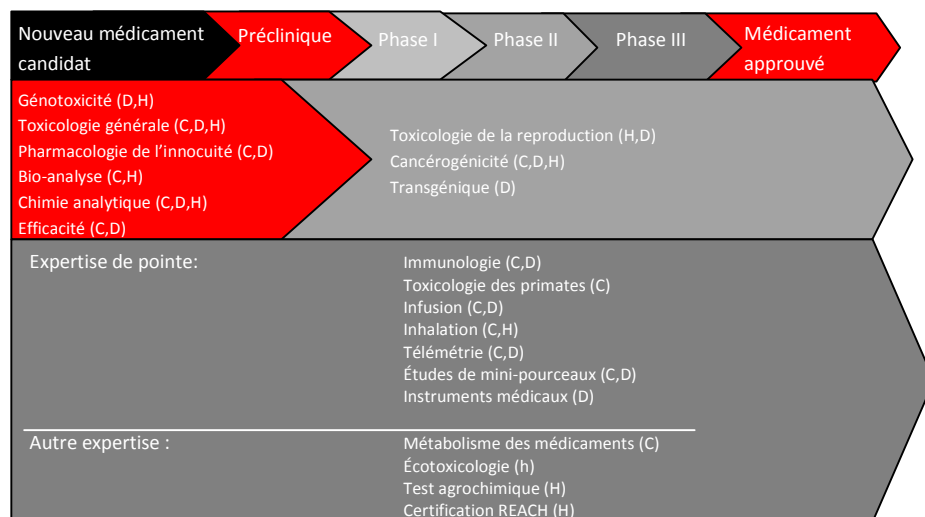 Nouveau médicament
candidat
Préclinique
Phase I
Phase II
Phase III
Médicament
approuvé
Génotoxicité (D,H)
Toxicologie générale (C,D,H)
Pharmacologie de l'innocuité (C,D)
Bio-analyse (C,H)
Chimie analytique (C,D,H)
Efficacité (C,D)
Toxicologie de la reproduction (H,D)
Cancérogénicité (C,D,H)
Transgénique (D)
Expertise de pointe:
Immunologie (C,D)
Toxicologie des primates (C)
Infusion (C,D)
Inhalation (C,H)
Télémétrie (C,D)
Études de mini-pourceaux (C,D)
Instruments médicaux (D)
Autre expertise :
Métabolisme des médicaments (C)
Écotoxicologie (h)
Test agrochimique (H)
Certification REACH (H)